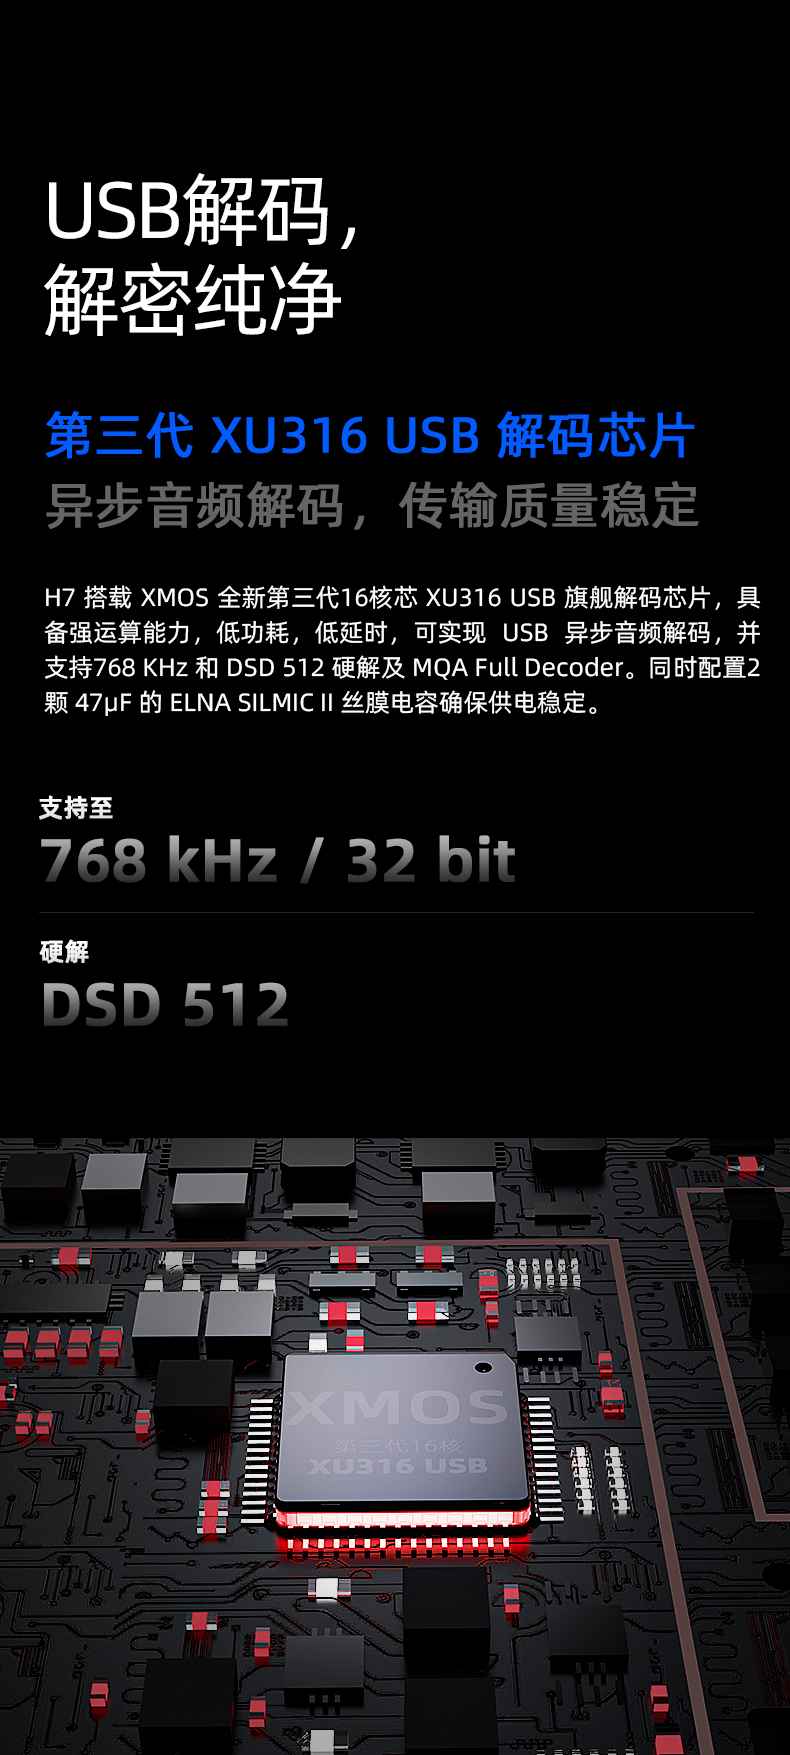 USB解码，
解密纯净
第三代 XU316 USB 解码芯片
异步音频解码，传输质量稳定
H7 搭载 XMOS 全新第三代16核芯 XU316 USB 旗舰解码芯片，具
备强运算能力，低功耗，低延时，可实现 USB 异步音频解码，并
支持768 KHz 和 DSD 512 硬解及 MQA Full Decoder。同时配置2
颗 47μF 的 ELNA SILMIC II 丝膜电容确保供电稳定。
支持至
768 kHz / 32 bit
硬解
DSD 512
XMOS
第三代16核
XU316 USB